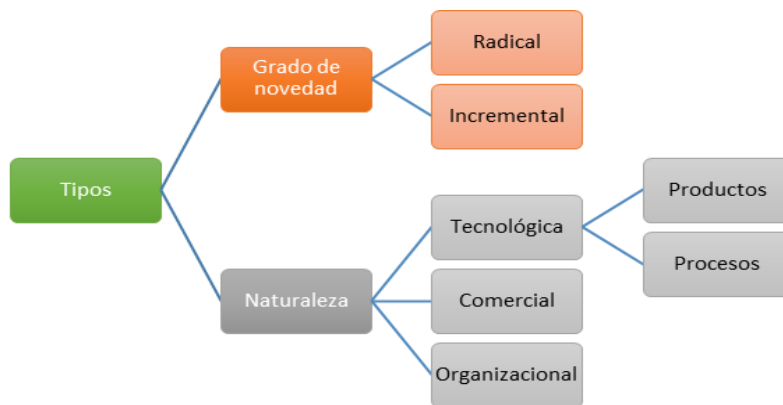 Tipos
Grado de
novedad
Radical
Incremental
Naturaleza
Tecnológica
Productos
Procesos
Comercial
Organizacional